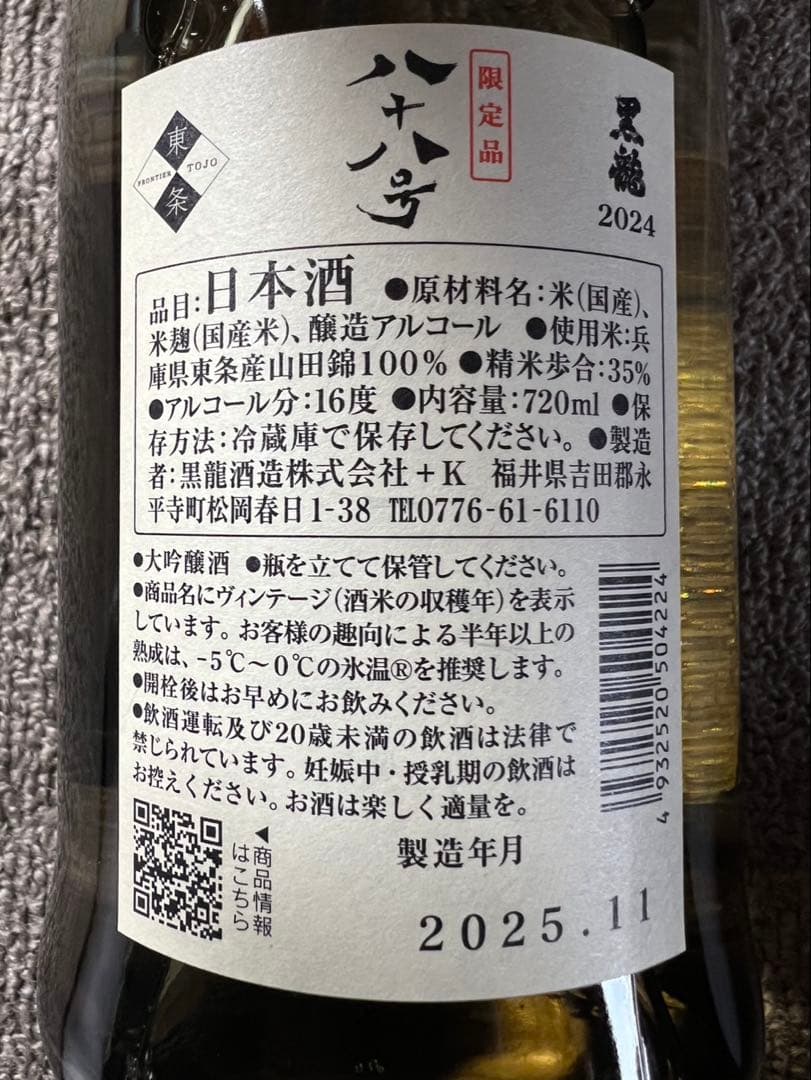 黒龍
2024
限定品
八十八号
東
FRONTIER TOJO
条
品目:日本酒 ●原材料名:米(国産)、
米麹(国産米)、醸造アルコール ●使用米:兵
庫県東条産山田錦100% ●精米歩合:35%
●アルコール分:16度 ●内容量:720ml ●保
存方法:冷蔵庫で保存してください。 ●製造
者:黒龍酒造株式会社+K 福井県吉田郡永
平寺町松岡春日1-38 TEL0776-61-6110
●大吟醸酒 ●瓶を立てて保管してください。
●商品名にヴィンテージ(酒米の収穫年)を表示
しています。お客様の趣向による半年以上の
熟成は、-5℃～0℃の氷温®を推奨します。
●開栓後はお早めにお飲みください。
●飲酒運転及び20歳未満の飲酒は法律で
禁じられています。妊娠中・授乳期の飲酒は
お控えください。お酒は楽しく適量を。
4 932520 504224
◀商品情報
はこちら
製造年月
2025.11